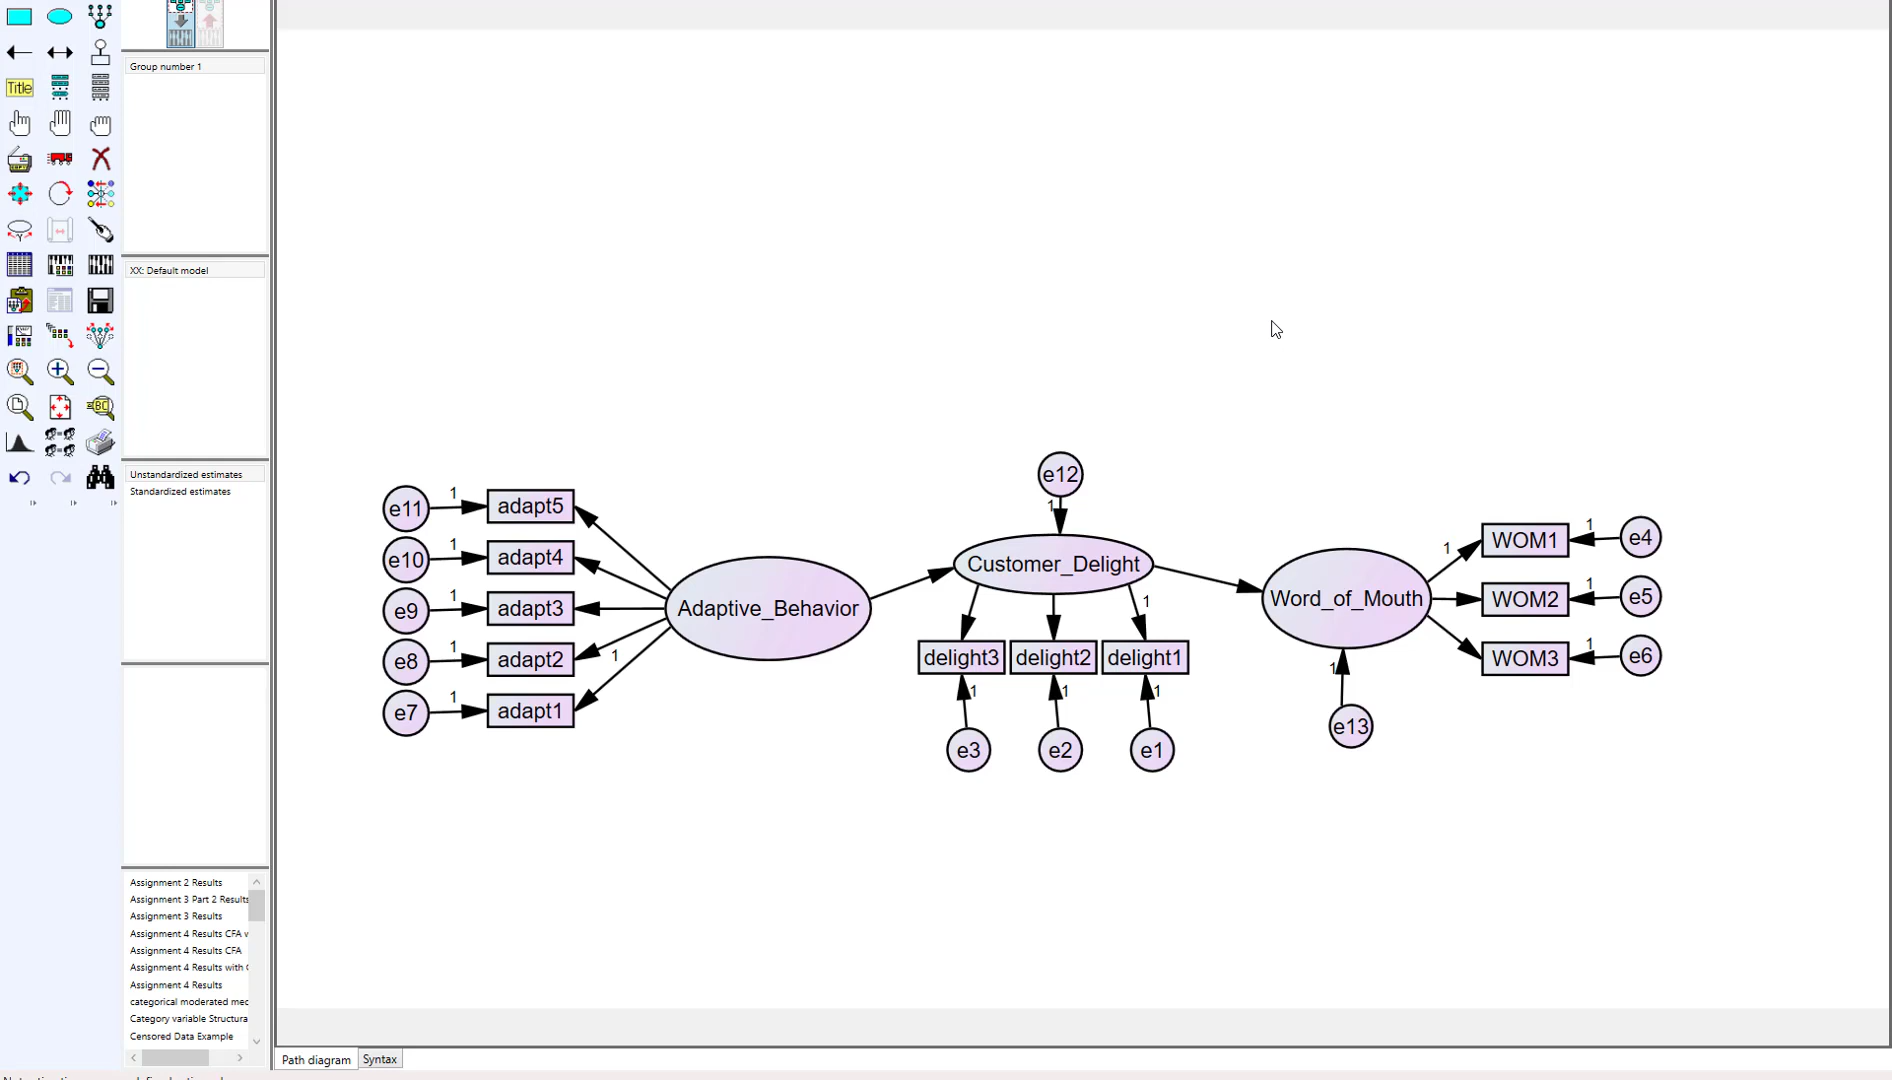 Title
Group number 1
XX: Default model
Unstandardized estimates
Standardized estimates
Assignment 2 Results
Assignment 3 Part 2 Results
Assignment 3 Results
Assignment 4 Results CFA
Assignment 4 Results CFA
Assignment 4 Results with
Assignment 4 Results
categorical moderated
Category variable
Censored Data Example
e12
1
Customer_Delight
1
delight3
delight2
delight1
1
1
1
e3
e2
e1
e11
1
adapt5
e10
1
adapt4
e9
1
adapt3
e8
1
adapt2
1
e7
1
adapt1
Adaptive_Behavior
Word_of_Mouth
1
e13
1
WOM1
1
e4
WOM2
1
e5
WOM3
1
e6
Path diagram
Syntax